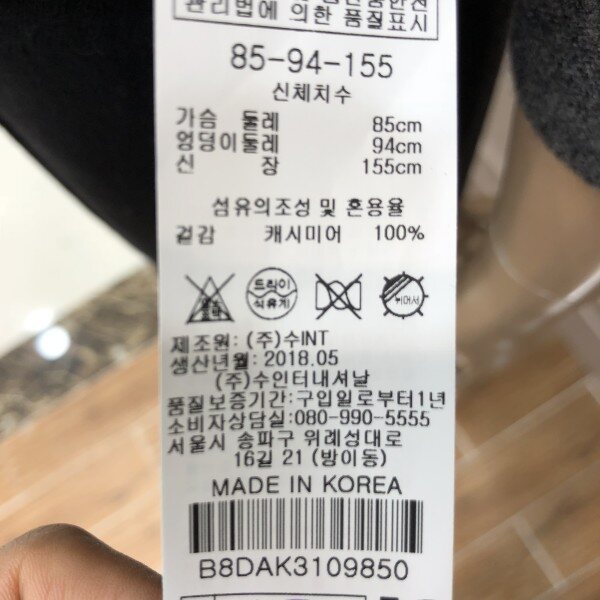 관리법에 의한 품질표시
85-94-155
신체치수
가슴 둘레 85cm
엉덩이둘레 94cm
신 장 155cm
섬유의조성 및 혼용율
겉감 캐시미어 100%
드라이
석유계
뉘어서
제조원: (주)수INT
생산년월: 2018.05
(주)수인터내셔날
품질보증기간:구입일로부터1년
소비자상담실:080-990-5555
서울시 송파구 위례성대로
16길 21 (방이동)
MADE IN KOREA
B8DAK3109850